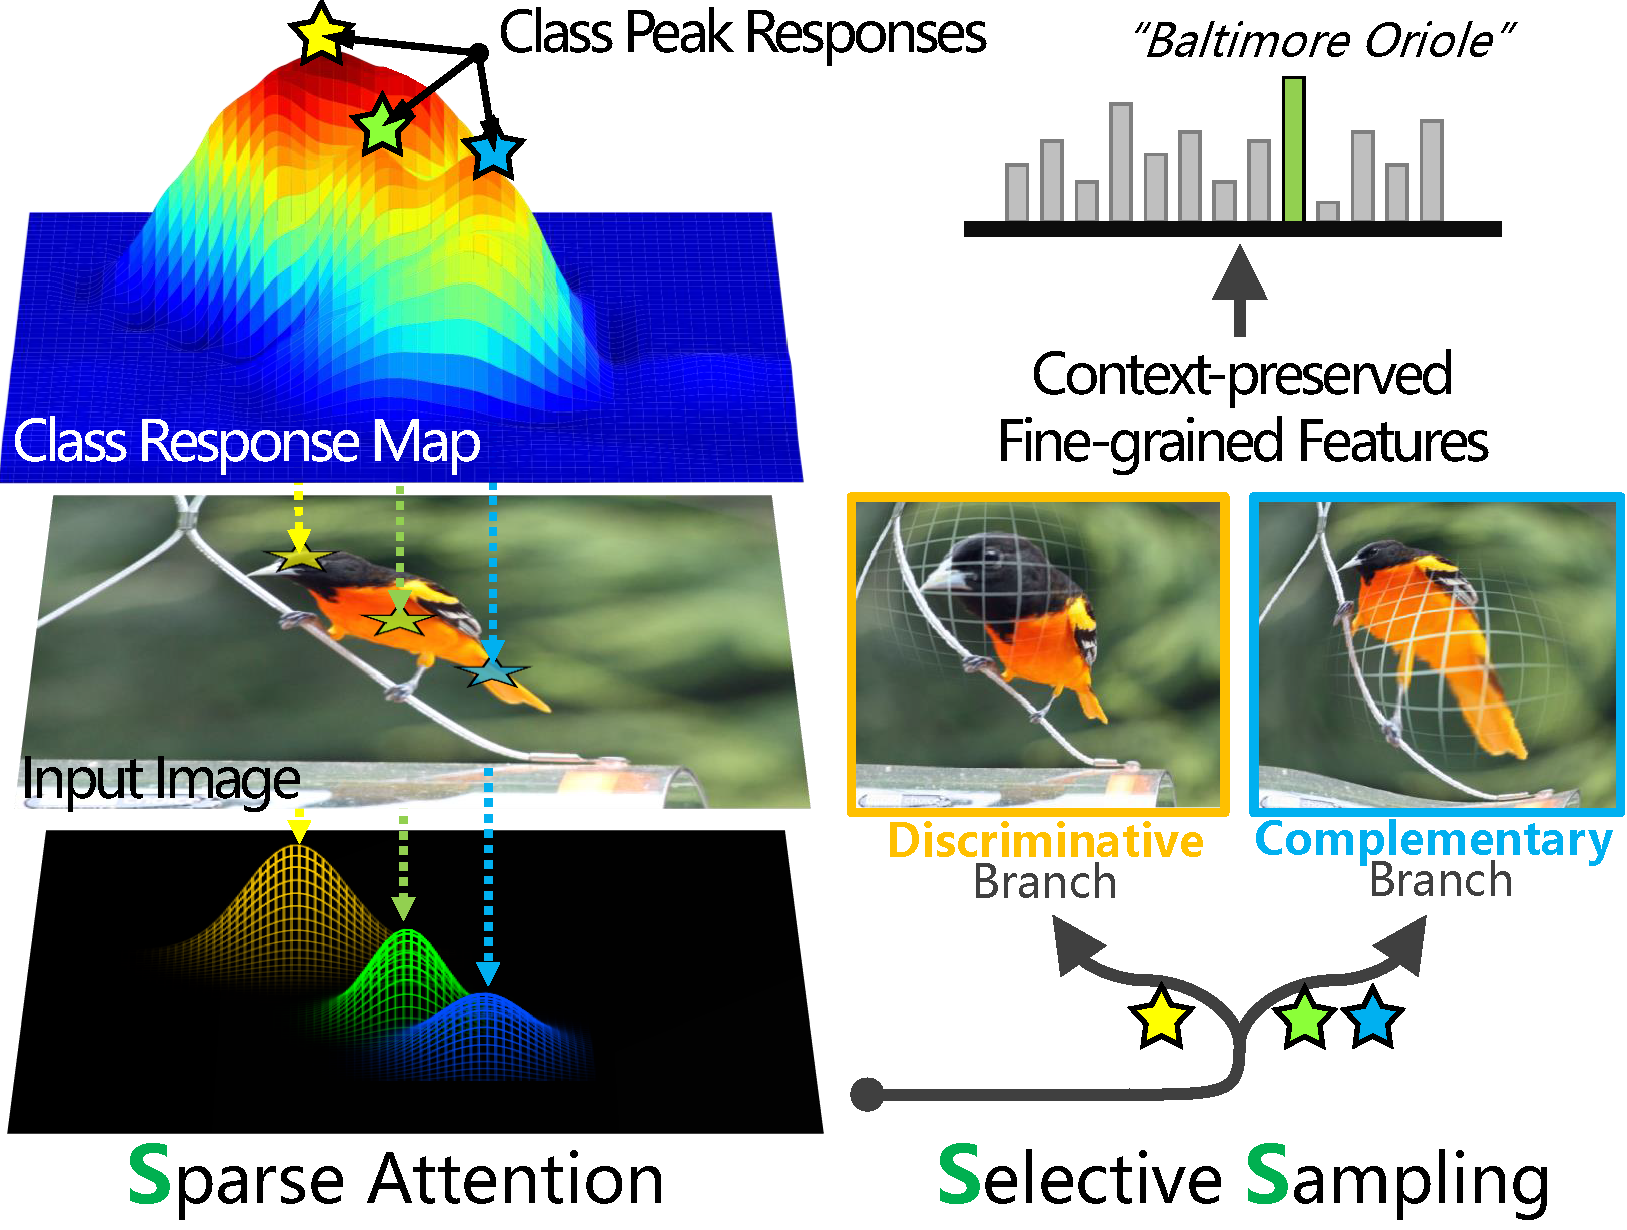 Class Peak Responses
Class Response Map
Input Image
Sparse Attention
“Baltimore Oriole”
Context-preserved
Fine-grained Features
Discriminative
Branch
Complementary
Branch
Selective Sampling